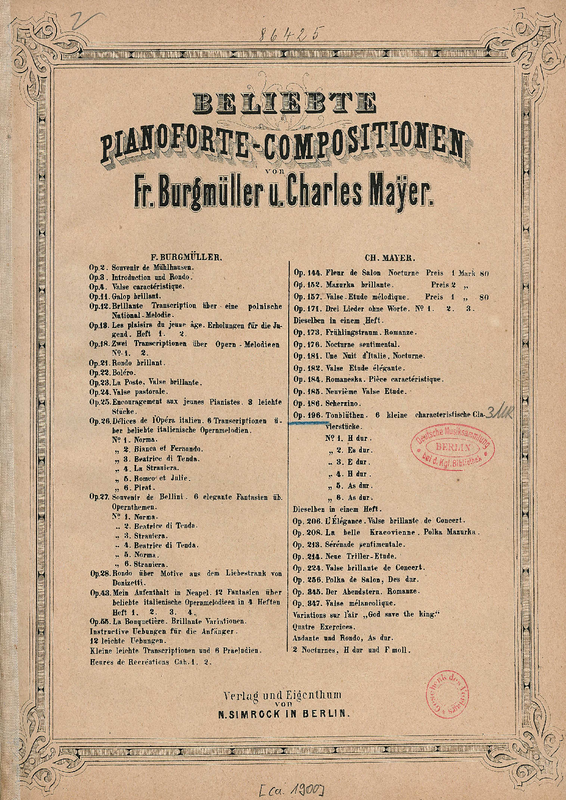 86425
BELIEBTE
PIANOFORTE-COMPOSITIONEN
von
Fr. Burgmüller u. Charles Maÿer.
F. BURGMÜLLER.
Op. 2. Souvenir de Mühlhausen.
Op. 3. Introduction und Rondo.
Op. 4. Valse caractéristique.
Op. 11. Galop brillant.
Op. 12. Brillante Transcription über eine polnische
National-Melodie.
Op. 13. Les plaisirs du jeune âge. Erholungen für die Ju-
gend. Heft 1. 2.
Op. 18. Zwei Transcriptionen über Opern-Melodieen
No. 1. 2.
Op. 21. Rondo brillant.
Op. 22. Boléro.
Op. 23. La Poste. Valse brillante.
Op. 24. Valse pastorale.
Op. 25. Encouragement aux jeunes Pianistes. 3 leichte
Stücke.
Op. 26. Délices de l'Opéra italien. 6 Transcriptionen ü-
ber beliebte italienische Opernmelodien.
No. 1. Norma.
„ 2. Bianca et Fernando.
„ 3. Beatrice di Tenda.
„ 4. La Straniera.
„ 5. Romeo et Julie.
„ 6. Pirat.
Op. 27. Souvenir de Bellini. 6 elegante Fantasien üb.
Opernthemen.
No. 1. Norma.
„ 2. Beatrice di Tenda.
„ 3. Straniera.
„ 4. Beatrice di Tenda.
„ 5. Norma.
„ 6. Straniera.
Op. 28. Rondo über Motive aus dem Liebestrank von
Donizetti.
Op. 43. Mein Aufenthalt in Neapel. 12 Fantasien über
beliebte italienische Opernmelodieen in 4 Heften
Heft 1. 2. 3. 4.
Op. 55. La Bouquetière. Brillante Variationen.
Instructive Uebungen für die Anfänger.
12 leichte Uebungen.
Kleine leichte Transcriptionen und 6 Praeludien.
Heures de Recréations Cah. 1. 2.
CH. MAYER.
Op. 144. Fleur de Salon Nocturne Preis 1 Mark 80
Op. 152. Mazurka brillante. Preis 2 „
Op. 157. Valse-Etude mélodique. Preis 1 „ 80
Op. 171. Drei Lieder ohne Worte. No. 1. 2. 3.
Dieselben in einem Heft.
Op. 173. Frühlingstraum. Romanze.
Op. 176. Nocturne sentimental.
Op. 181. Une Nuit d'Italie, Nocturne.
Op. 182. Valse Etude élégante.
Op. 184. Romaneska. Pièce caractéristique.
Op. 185. Neuvième Valse Etude.
Op. 186. Scherzino.
Op. 196. Tonblüthen. 6 kleine characteristische Cla-
vierstücke.
No. 1. H dur.
„ 2. Es dur.
„ 3. E dur.
„ 4. H dur.
„ 5. As dur.
„ 6. As dur.
Dieselben in einem Heft.
Op. 206. L'Élégance. Valse brillante de Concert.
Op. 208. La belle Kracovienne. Polka Mazurka.
Op. 213. Sérénade sentimentale.
Op. 214. Neue Triller-Etude.
Op. 224. Valse brillante de Concert.
Op. 256. Polka de Salon, Des dur.
Op. 345. Der Abendstern. Romanze.
Op. 347. Valse mélancolique.
Variations sur l'air „God save the king."
Quatre Exercices.
Andante und Rondo, As dur.
2 Nocturnes, H dur und F moll.
3 Mk
Deutsche Musiksammlung
BERLIN
bei d. Kgl. Bibliothek
Geschenk des Verlags
Verlag und Eigenthum
von
N. SIMROCK IN BERLIN.
[ca. 1900]